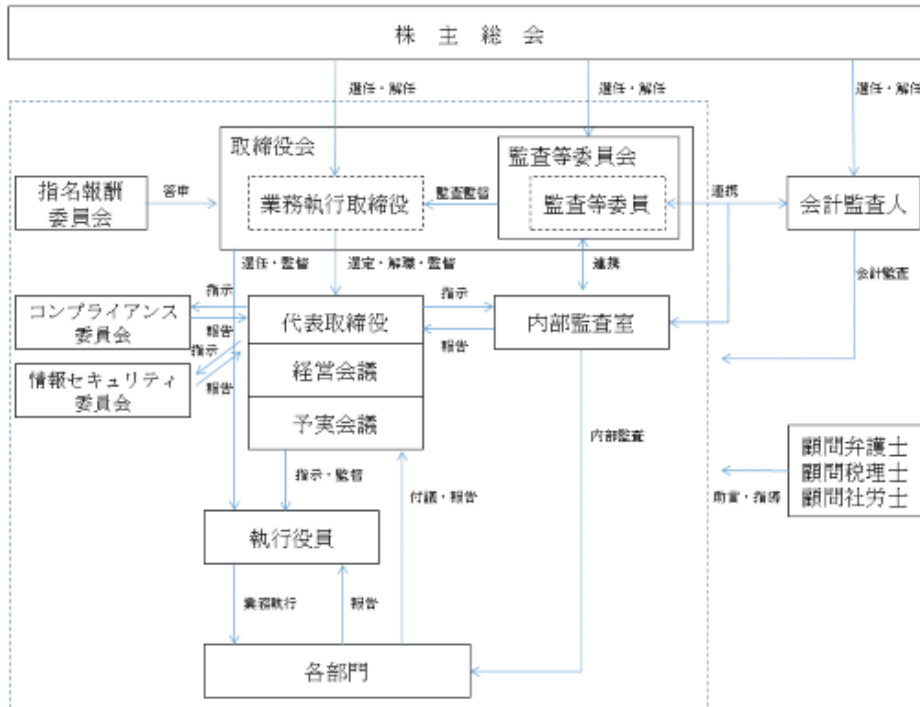 株主総会
選任・解任
選任・解任
選任・解任
取締役会
監査等委員会
指名報酬
委員会
答申
業務執行取締役
監査監督
監査等委員
連携
会計監査人
選任・監督
選定・解職・監督
連携
会計監査
指示
指示
コンプライアンス
委員会
代表取締役
内部監査室
報告
報告
指示
経営会議
情報セキュリティ
委員会
報告
予実会議
内部監査
顧問弁護士
顧問税理士
顧問社労士
指示・監督
付議・報告
助言・指導
執行役員
業務執行
報告
各部門